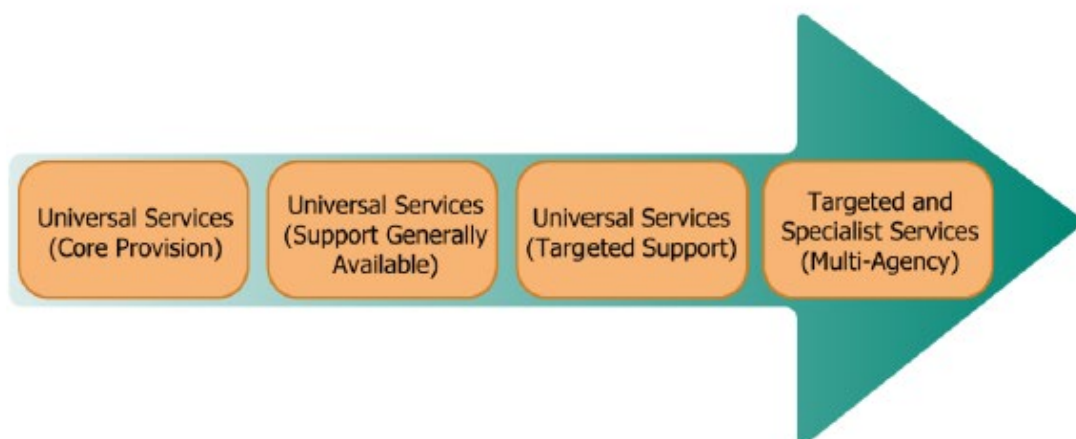 Universal Services
(Core Provision)
Universal Services
(Support Generally
Available)
Universal Services
(Targeted Support)
Targeted and
Specialist Services
(Multi-Agency)